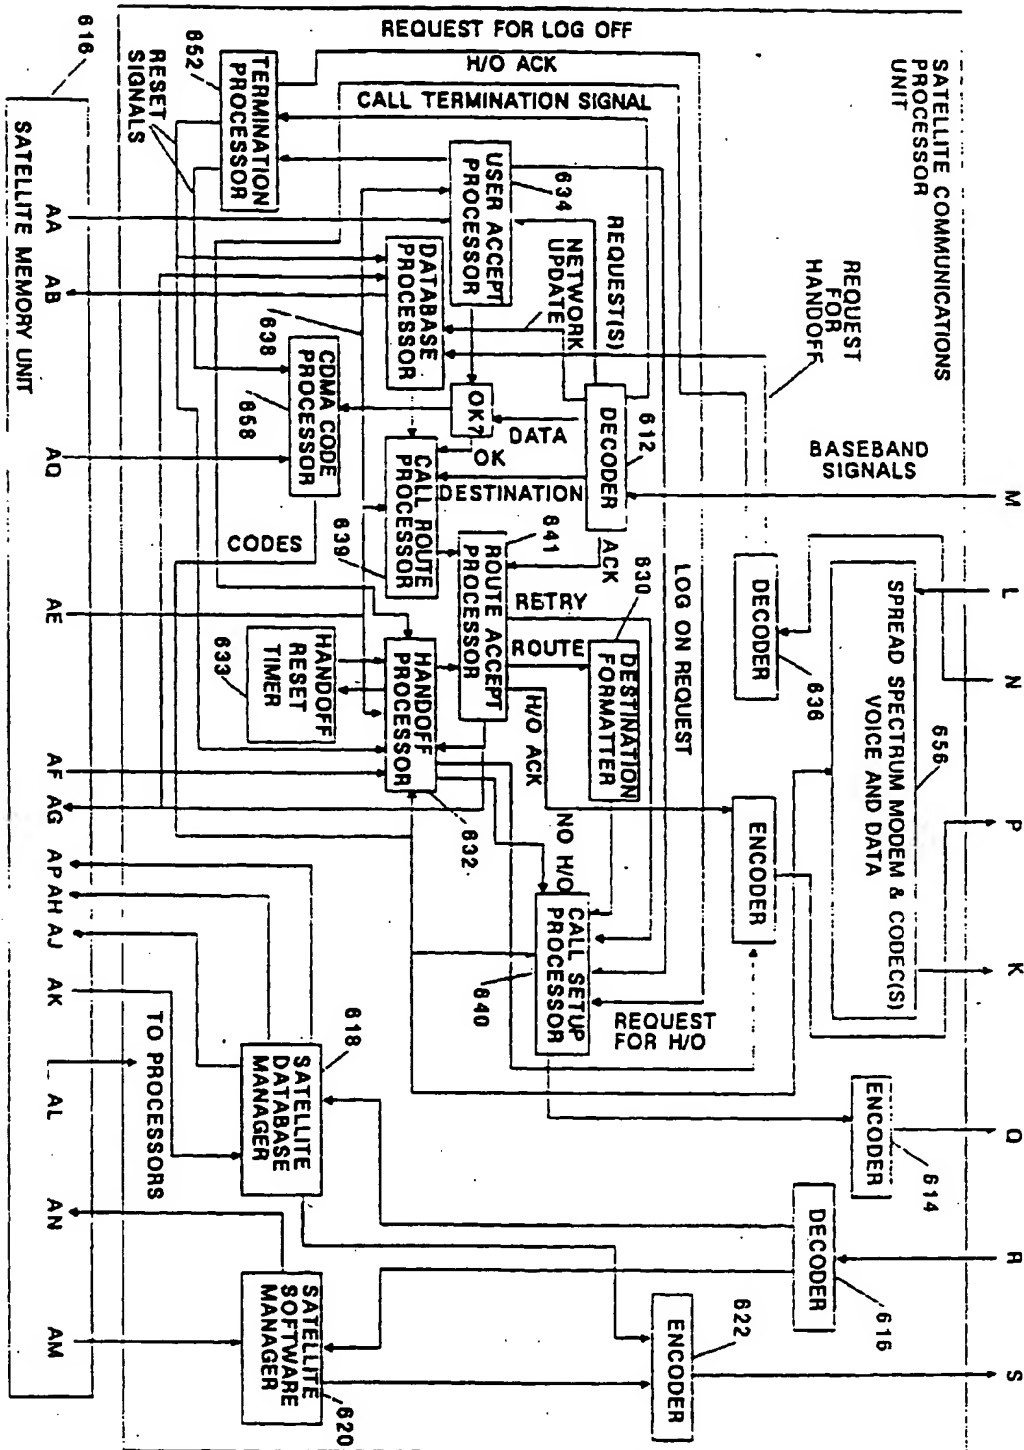 SATELLITE COMMUNICATIONS
PROCESSOR
UNIT
REQUEST
FOR
HANDOFF
BASEBAND
SIGNALS
M
L
N
P
K
Q
R
S
DECODER
636
SPREAD SPECTRUM MODEM & CODEC(S)
VOICE AND DATA
656
ENCODER
ENCODER
614
DECODER
616
ENCODER
622
REQUEST FOR LOG OFF
H/O ACK
CALL TERMINATION SIGNAL
LOG ON REQUEST
REQUEST(S)
NETWORK
UPDATE
612
DECODER
DATA
DESTINATION
ACK
634
USER ACCEPT
PROCESSOR
OK?
OK
641
ROUTE ACCEPT
PROCESSOR
RETRY
ROUTE
H/O ACK
630
DESTINATION
FORMATTER
NO H/O
CALL SETUP
PROCESSOR
640
REQUEST
FOR H/O
TERMINATION
PROCESSOR
652
RESET
SIGNALS
DATABASE
PROCESSOR
638
CDMA CODE
PROCESSOR
658
CALL ROUTE
PROCESSOR
639
CODES
HANDOFF
PROCESSOR
632
HANDOFF
RESET
TIMER
633
618
SATELLITE
DATABASE
MANAGER
TO PROCESSORS
SATELLITE
SOFTWARE
MANAGER
620
616
AA
AB
AQ
AE
AF
AG
AP
AH
AJ
AK
AL
AN
AM
SATELLITE MEMORY UNIT